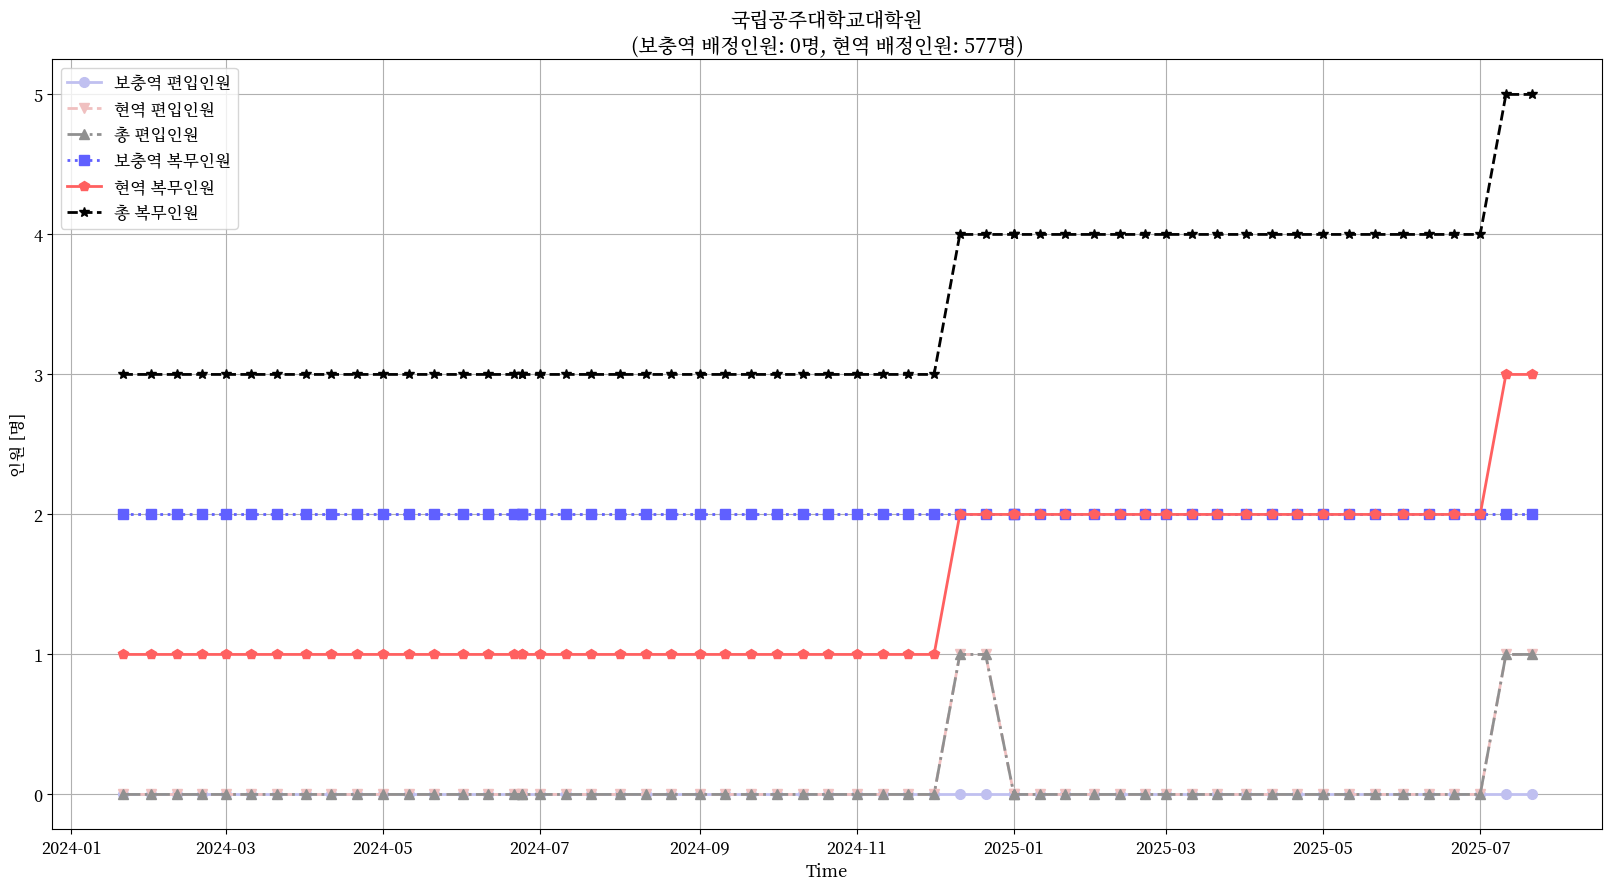 국립공주대학교대학원
(보충역 배정인원: 0명, 현역 배정인원: 577명)
보충역 편입인원
현역 편입인원
총 편입인원
보충역 복무인원
현역 복무인원
총 복무인원
5
4
3
2
1
0
인원 [명]
2024-01
2024-03
2024-05
2024-07
2024-09
2024-11
2025-01
2025-03
2025-05
2025-07
Time